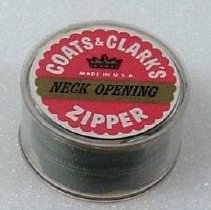 COATS & CLARK'S
MADE IN U.S.A.
NECK OPENING
ZIPPER